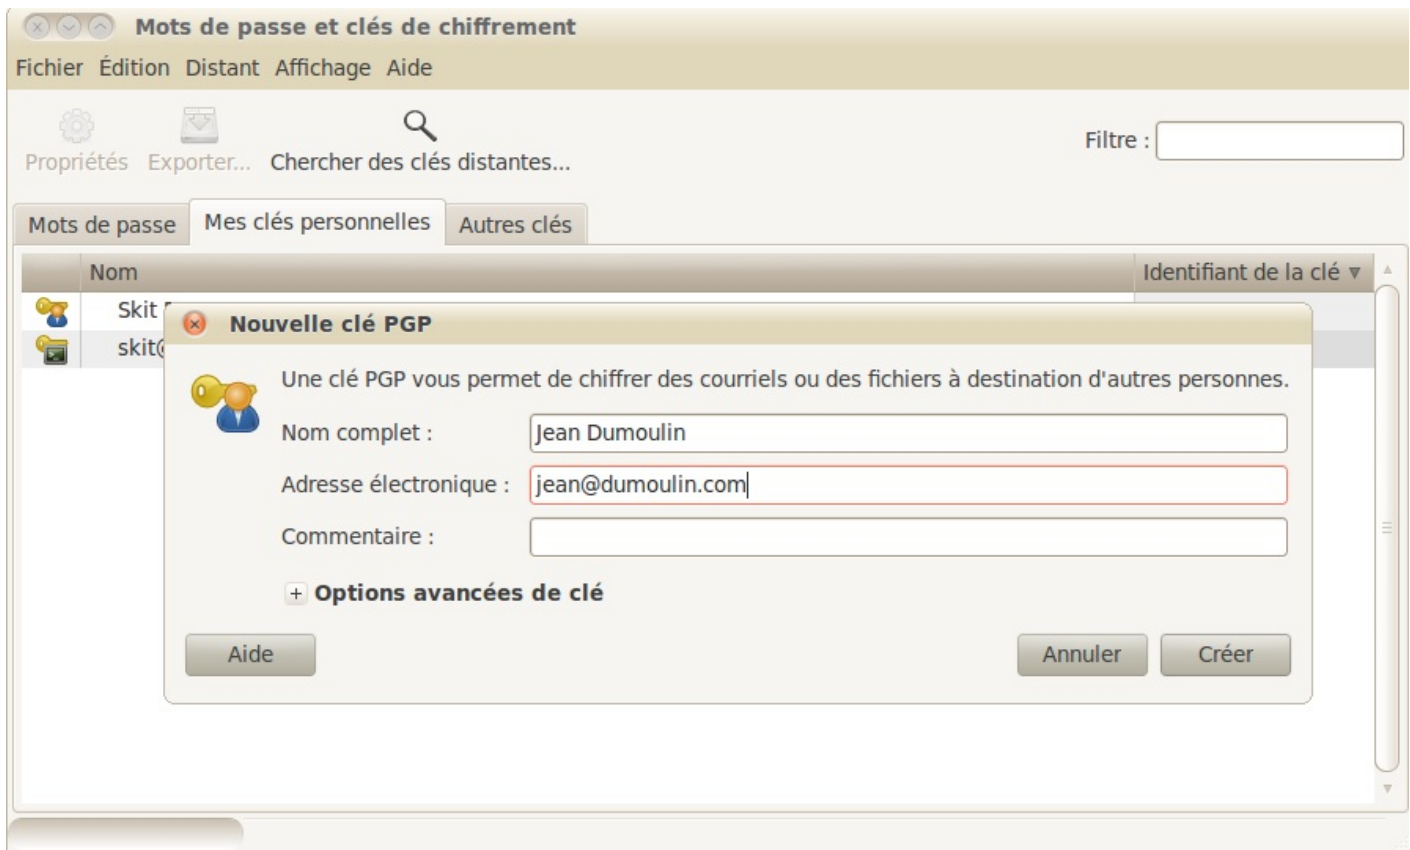 Mots de passe et clés de chiffrement
Fichier Édition Distant Affichage Aide
Propriétés Exporter... Chercher des clés distantes... Filtre :
Mots de passe Mes clés personnelles Autres clés
Nom Identifiant de la clé
Skit
skit@
Nouvelle clé PGP
Une clé PGP vous permet de chiffrer des courriels ou des fichiers à destination d'autres personnes.
Nom complet : Jean Dumoulin
Adresse électronique : jean@dumoulin.com
Commentaire :
+ Options avancées de clé
Aide Annuler Créer